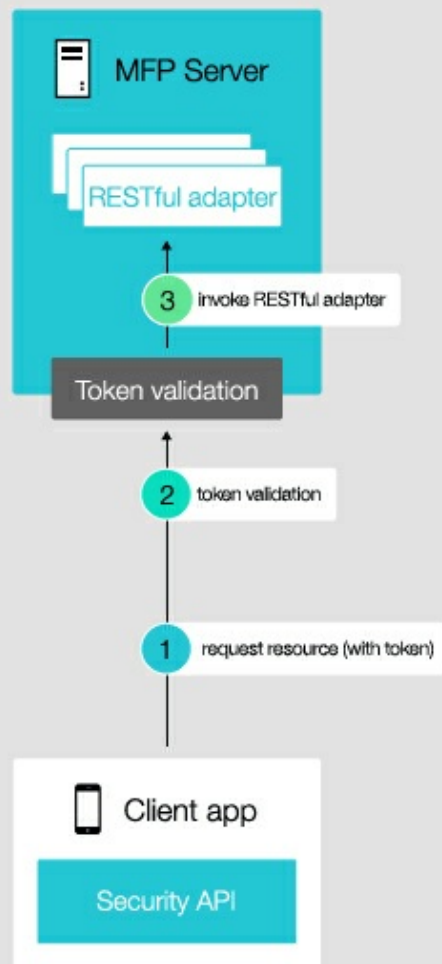 MFP Server
RESTful adapter
3 invoke RESTful adapter
Token validation
2 token validation
1 request resource (with token)
Client app
Security API